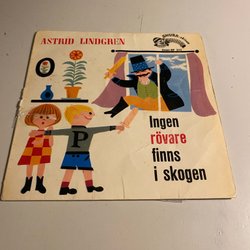 ASTRID LINDGREN
P
Ingen
rövare
finns
i skogen